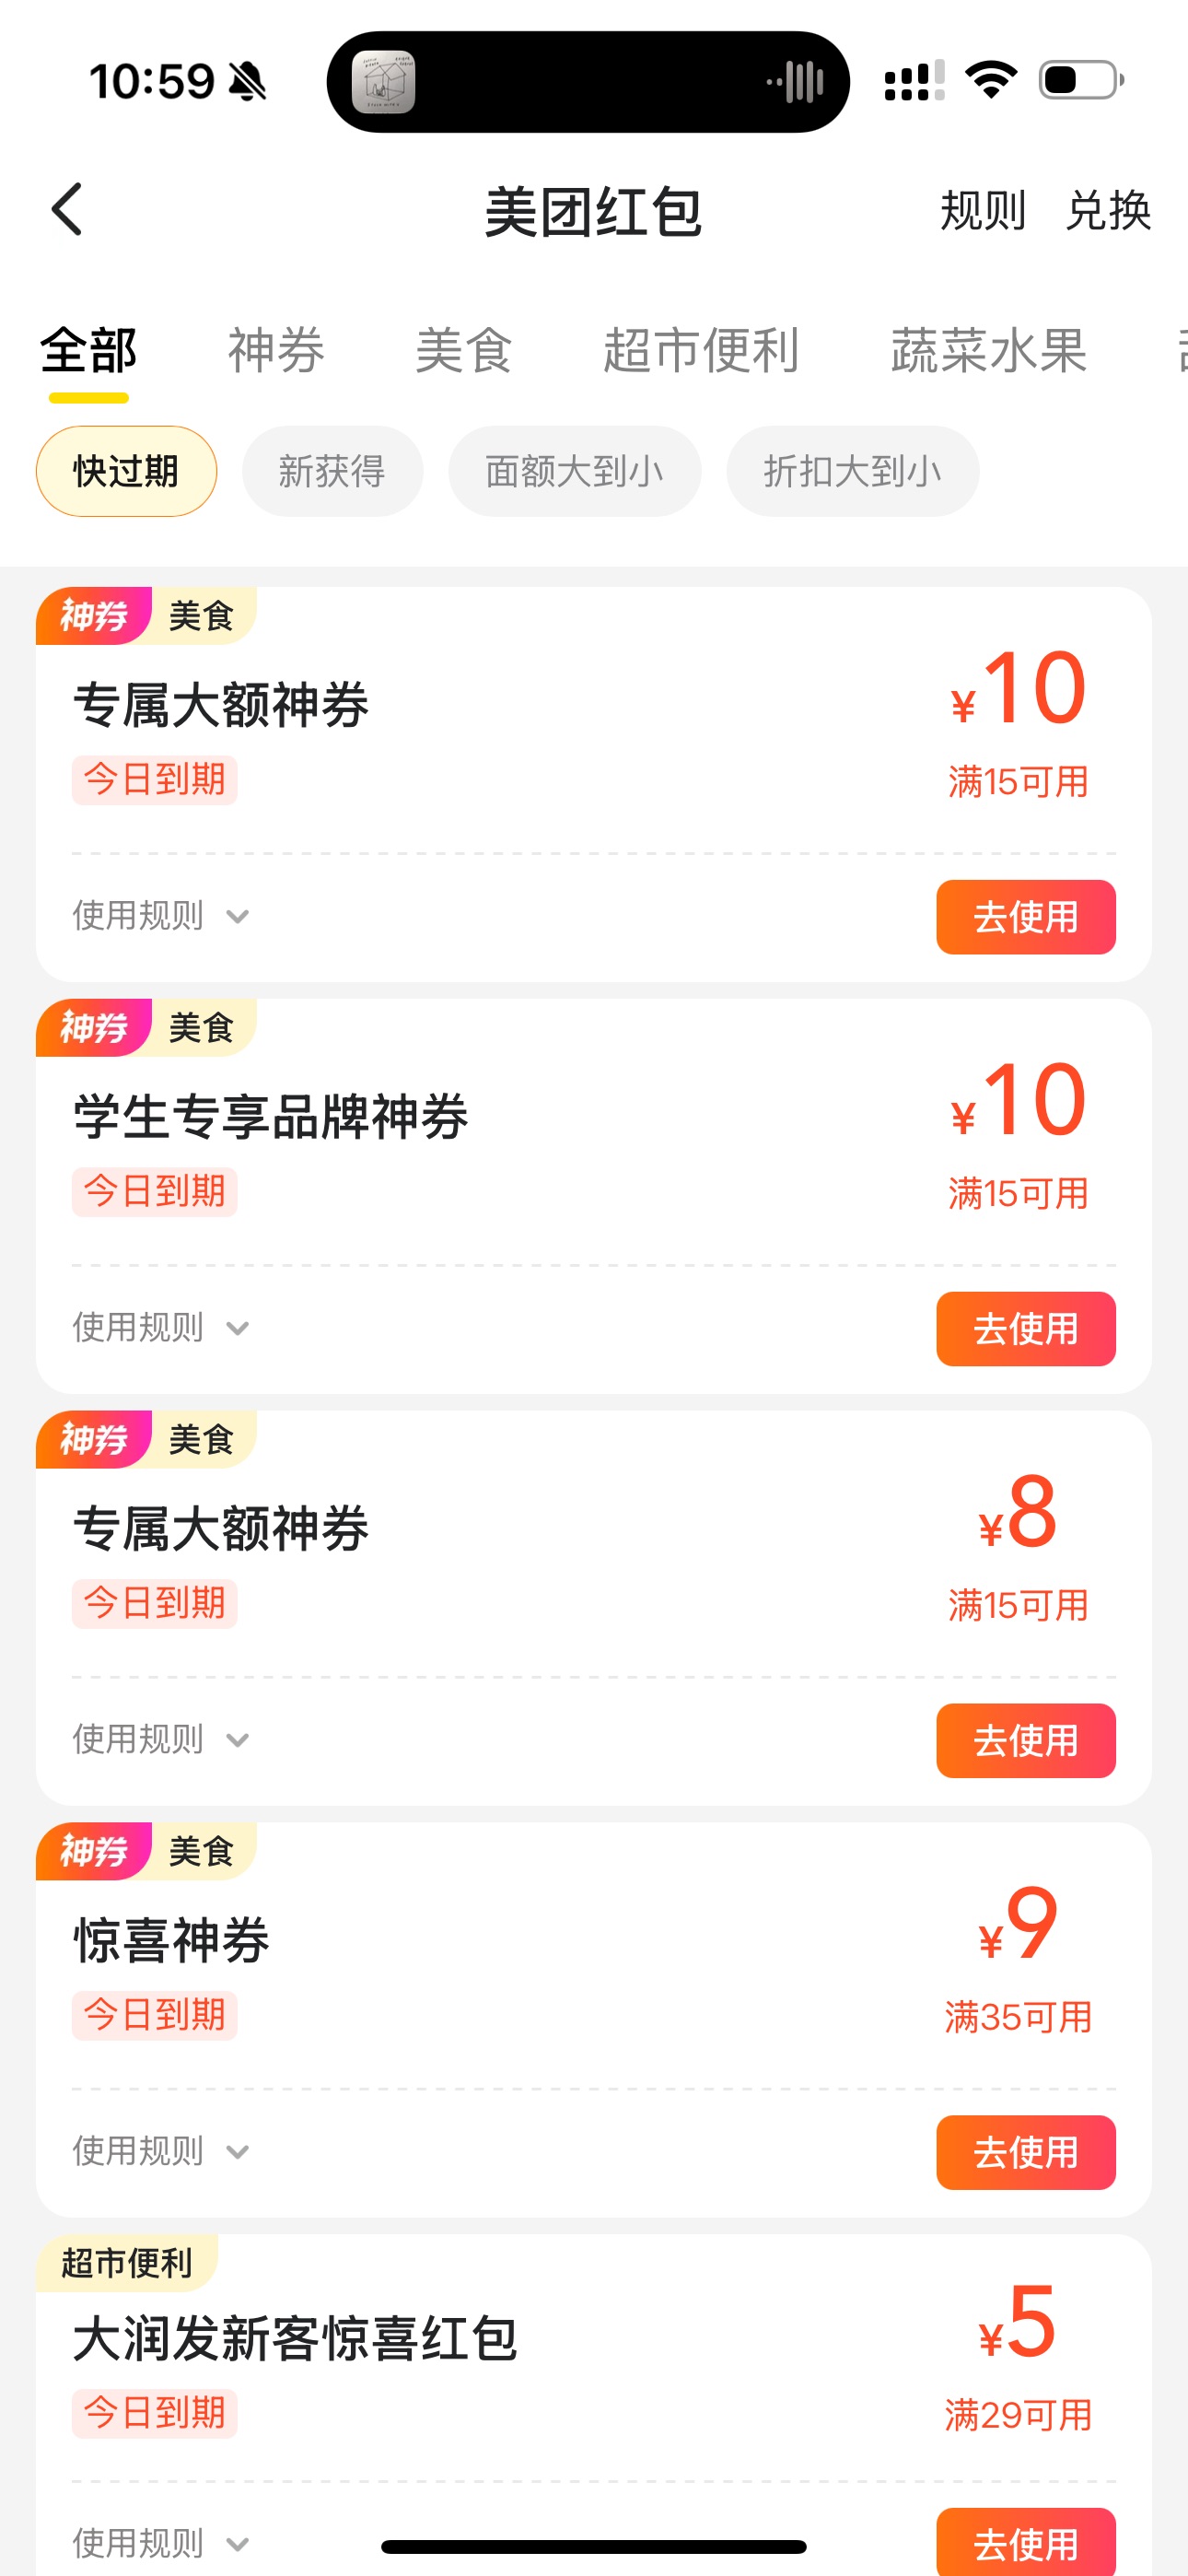 10:59
美团红包
规则 兑换
全部 神券 美食 超市便利 蔬菜水果
快过期 新获得 面额大到小 折扣大到小
神券 美食
专属大额神券
¥10
今日到期
满15可用
使用规则
去使用
神券 美食
学生专享品牌神券
¥10
今日到期
满15可用
使用规则
去使用
神券 美食
专属大额神券
¥8
今日到期
满15可用
使用规则
去使用
神券 美食
惊喜神券
¥9
今日到期
满35可用
使用规则
去使用
超市便利
大润发新客惊喜红包
¥5
今日到期
满29可用
使用规则
去使用